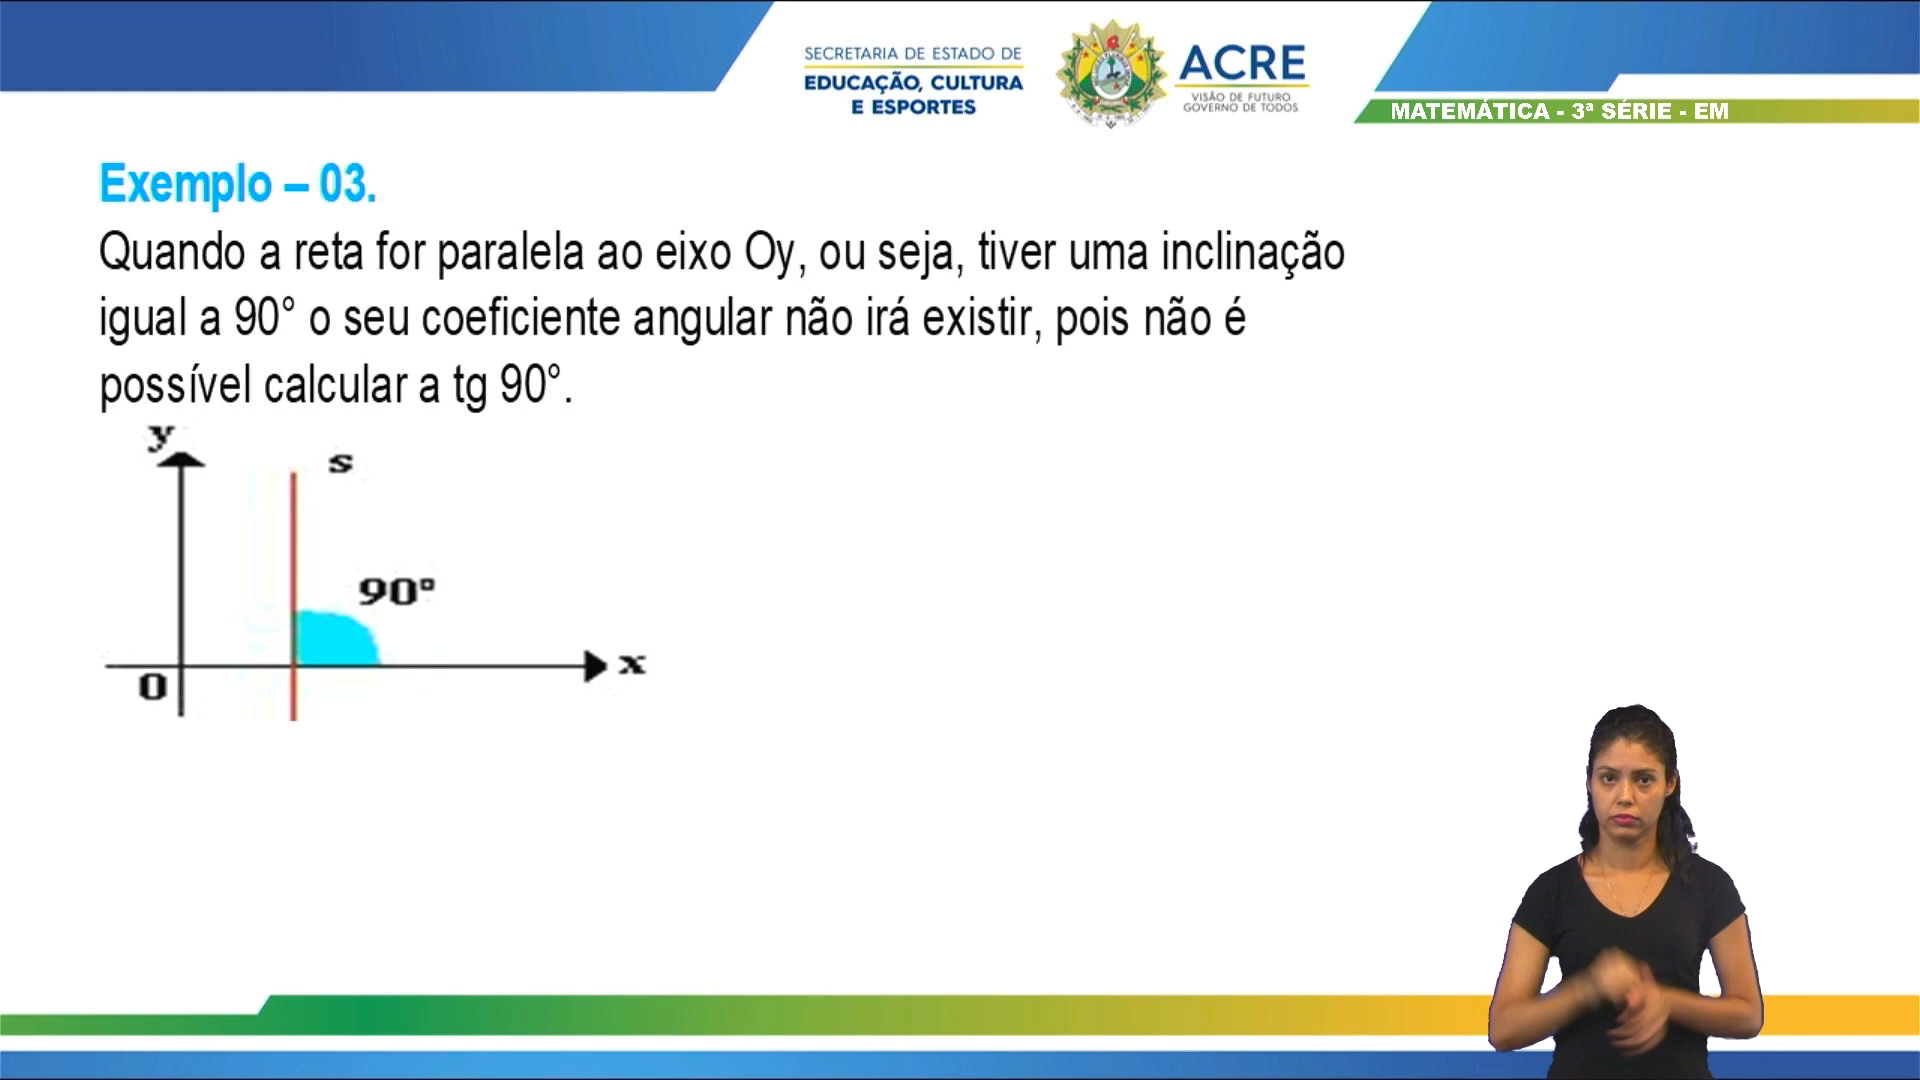 SECRETARIA DE ESTADO DE
EDUCAÇÃO, CULTURA
E ESPORTES
ACRE
VISÃO DE FUTURO.
GOVERNO DE TODOS.
MATEMÁTICA - 3ª SÉRIE - EM
Exemplo – 03.
Quando a reta for paralela ao eixo Oy, ou seja, tiver uma inclinação
igual a 90° o seu coeficiente angular não irá existir, pois não é
possível calcular a tg 90°.
y
s
90º
x
0